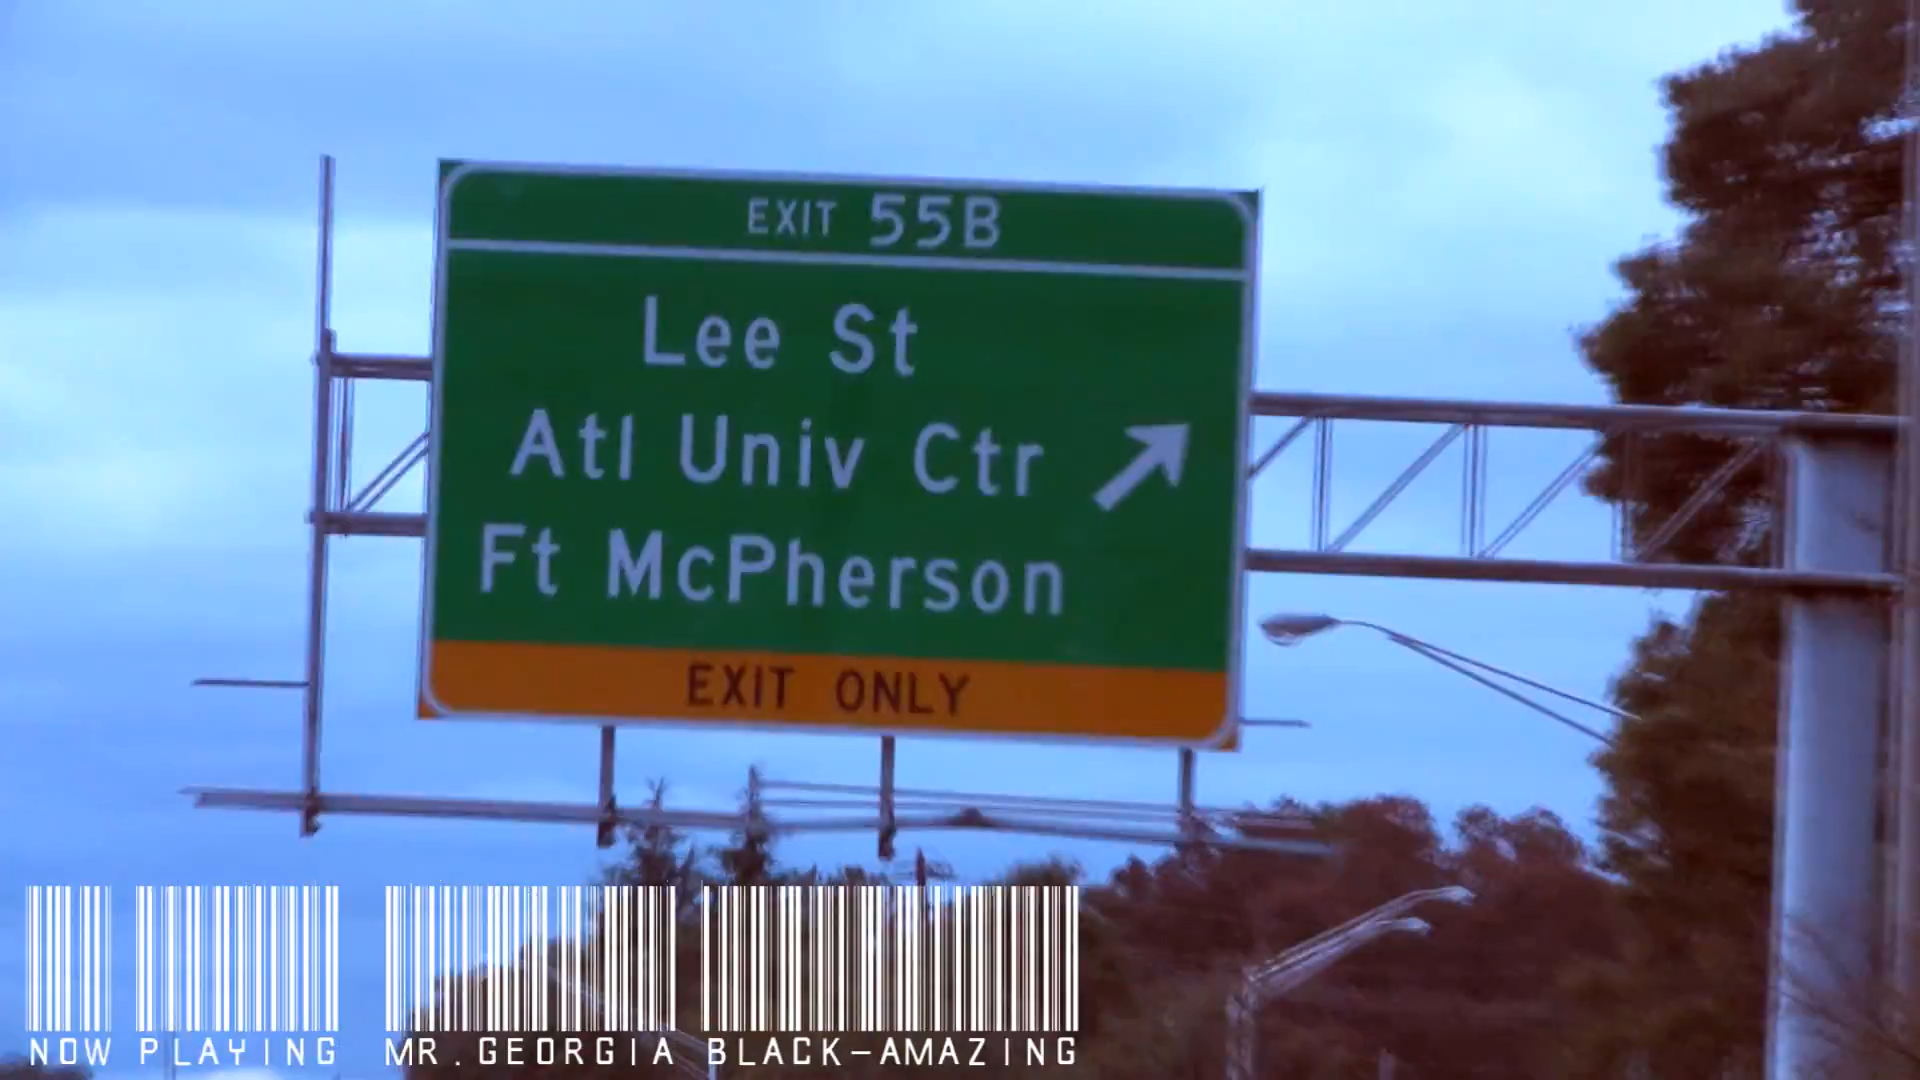 EXIT 55B
Lee St
Atl Univ Ctr
Ft McPherson
EXIT ONLY
NOW PLAYING MR.GEORGIA BLACK-AMAZING